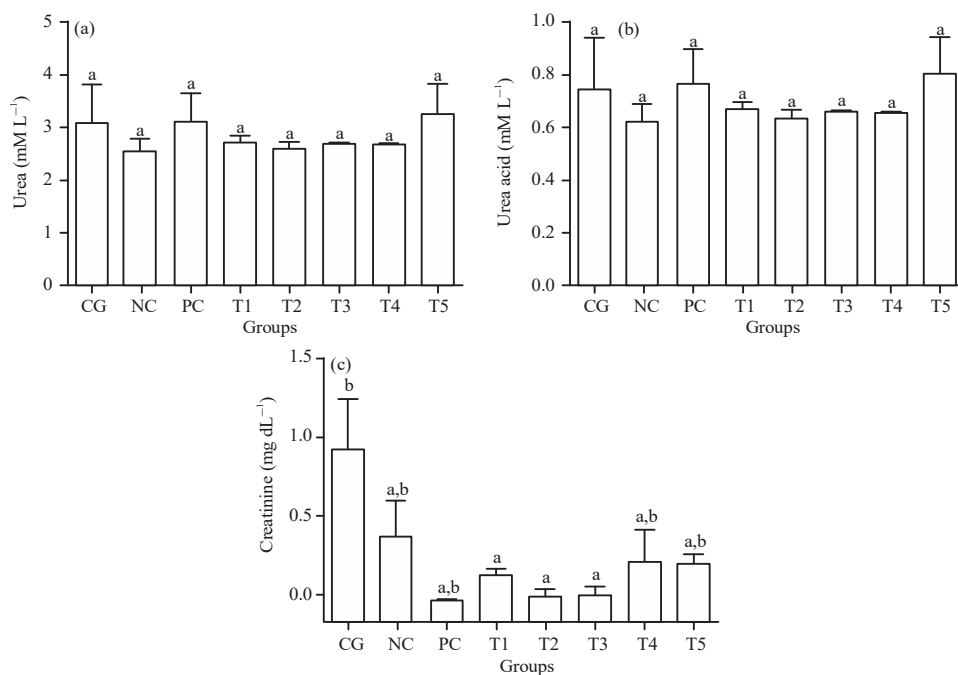 (a)
Urea (mM L⁻¹)
5
4
3
2
1
0
a a a a a a a a
CG NC PC T1 T2 T3 T4 T5
Groups
(b)
Urea acid (mM L⁻¹)
1.0
0.8
0.6
0.4
0.2
0.0
a a a a a a a a
CG NC PC T1 T2 T3 T4 T5
Groups
(c)
Creatinine (mg dL⁻¹)
1.5
1.0
0.5
0.0
b a,b a,b a a a a,b a,b
CG NC PC T1 T2 T3 T4 T5
Groups